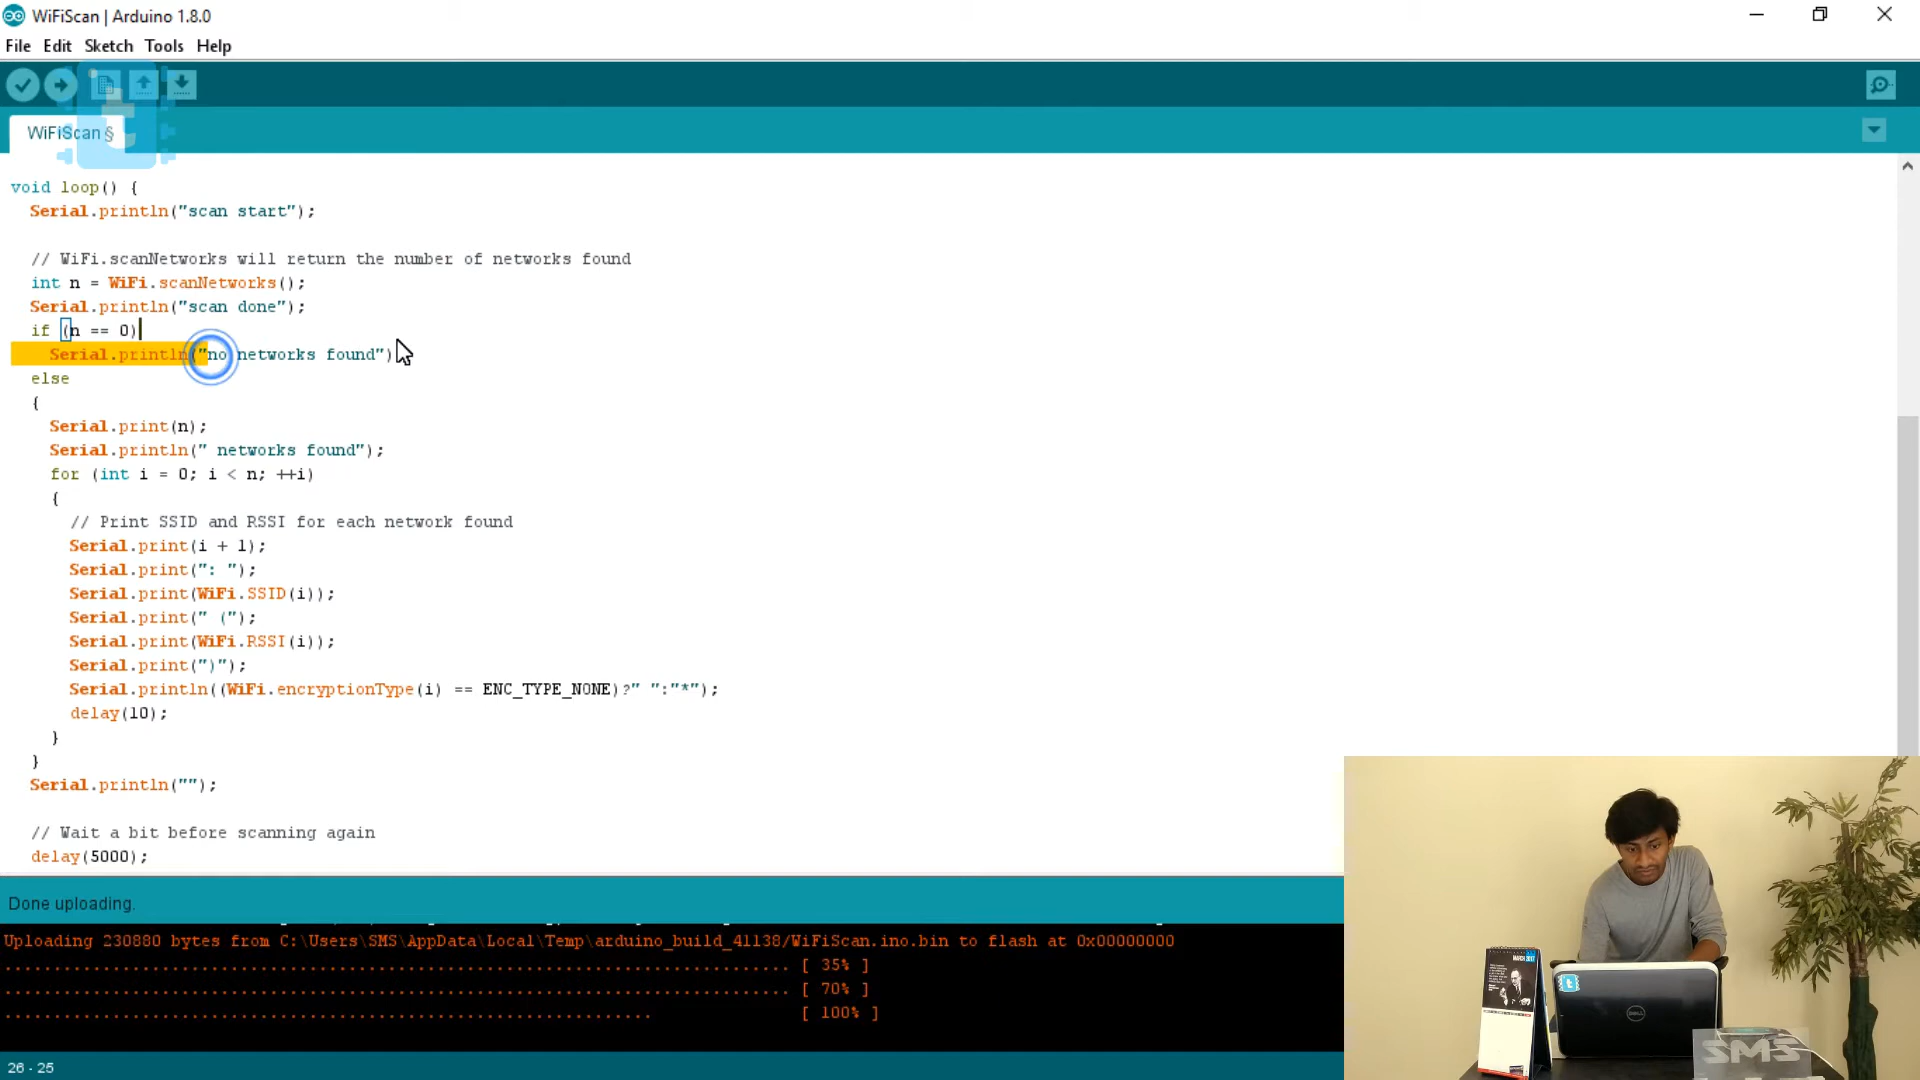 WiFiScan | Arduino 1.8.0
File Edit Sketch Tools Help
WiFiScan §
void loop() {
Serial.println("scan start");
// WiFi.scanNetworks will return the number of networks found
int n = WiFi.scanNetworks();
Serial.println("scan done");
if (n == 0)
Serial.println("no networks found")
else
{
Serial.print(n);
Serial.println(" networks found");
for (int i = 0; i < n; ++i)
{
// Print SSID and RSSI for each network found
Serial.print(i + 1);
Serial.print(": ");
Serial.print(WiFi.SSID(i));
Serial.print(" (");
Serial.print(WiFi.RSSI(i));
Serial.print(")");
Serial.println((WiFi.encryptionType(i) == ENC_TYPE_NONE)?" ":"*");
delay(10);
}
}
Serial.println("");
// Wait a bit before scanning again
delay(5000);
Done uploading.
Uploading 230880 bytes from C:\Users\SMS\AppData\Local\Temp\arduino_build_41138/WiFiScan.ino.bin to flash at 0x00000000
................................................................................ [ 35% ]
................................................................................ [ 70% ]
.................................................................. [ 100% ]
26 - 25
MARCH 2017
t
DELL
SMS